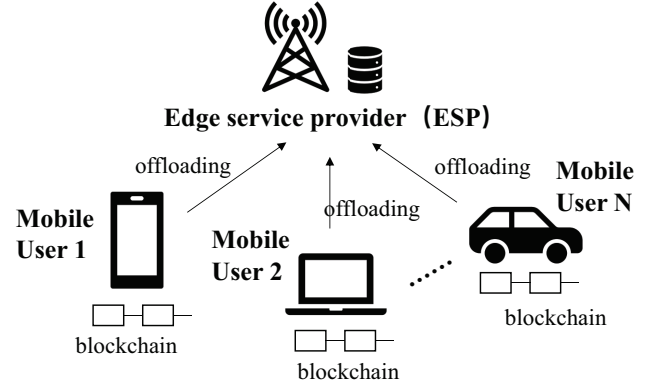 Edge service provider（ESP）
offloading
offloading
offloading
Mobile
User 1
Mobile
User 2
Mobile
User N
blockchain
blockchain
blockchain